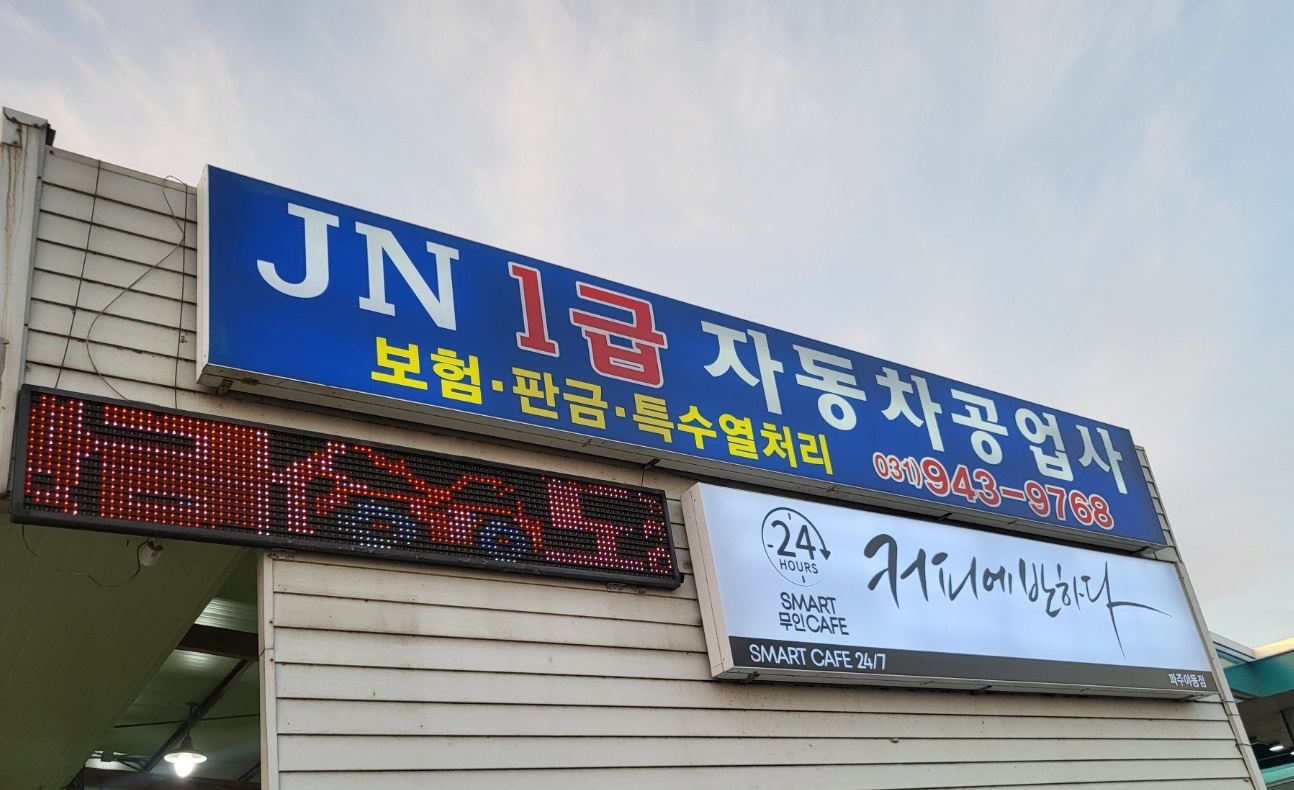 JN 1급 자동차공업사
보험·판금·특수열처리
031)943-9768
24
HOURS
SMART
무인CAFE
커피에반하다
SMART CAFE 24/7
파주야동점